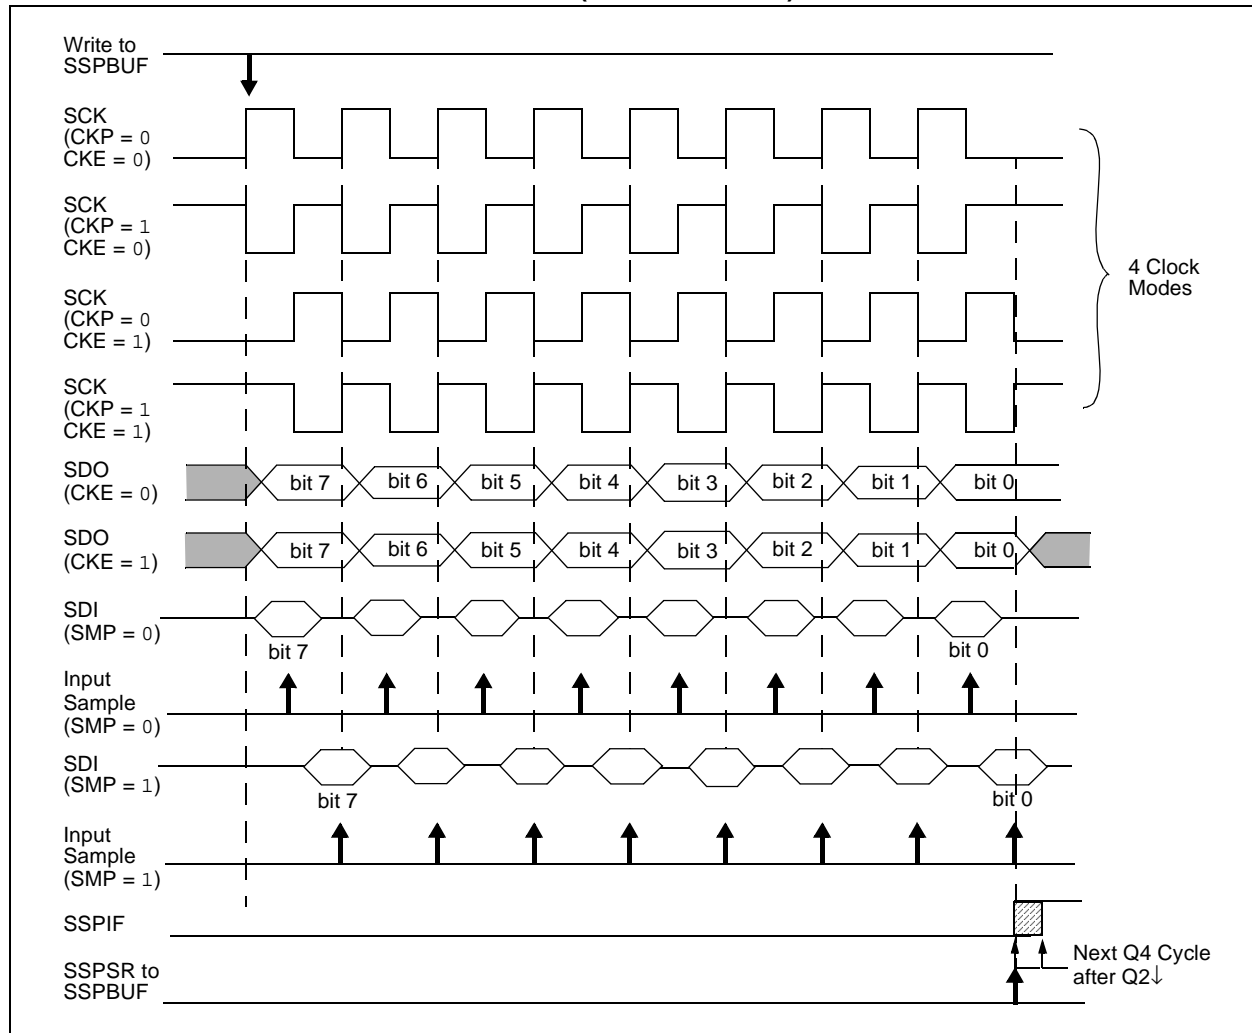 Write to
SSPBUF
SCK
(CKP = 0
CKE = 0)
SCK
(CKP = 1
CKE = 0)
4 Clock
Modes
SCK
(CKP = 0
CKE = 1)
SCK
(CKP = 1
CKE = 1)
SDO
(CKE = 0)
bit 7 bit 6 bit 5 bit 4 bit 3 bit 2 bit 1 bit 0
SDO
(CKE = 1)
bit 7 bit 6 bit 5 bit 4 bit 3 bit 2 bit 1 bit 0
SDI
(SMP = 0)
bit 7 bit 0
Input
Sample
(SMP = 0)
SDI
(SMP = 1)
bit 7 bit 0
Input
Sample
(SMP = 1)
SSPIF
Next Q4 Cycle
after Q2↓
SSPSR to
SSPBUF